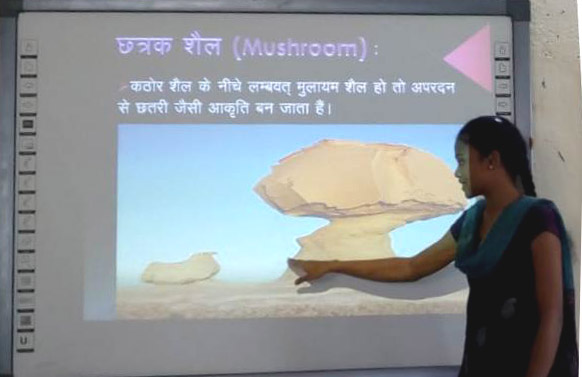 छत्रक शैल (Mushroom) :
कठोर शैल के नीचे लम्बवत् मुलायम शैल हो तो अपरदन
से छतरी जैसी आकृति बन जाता हैं।